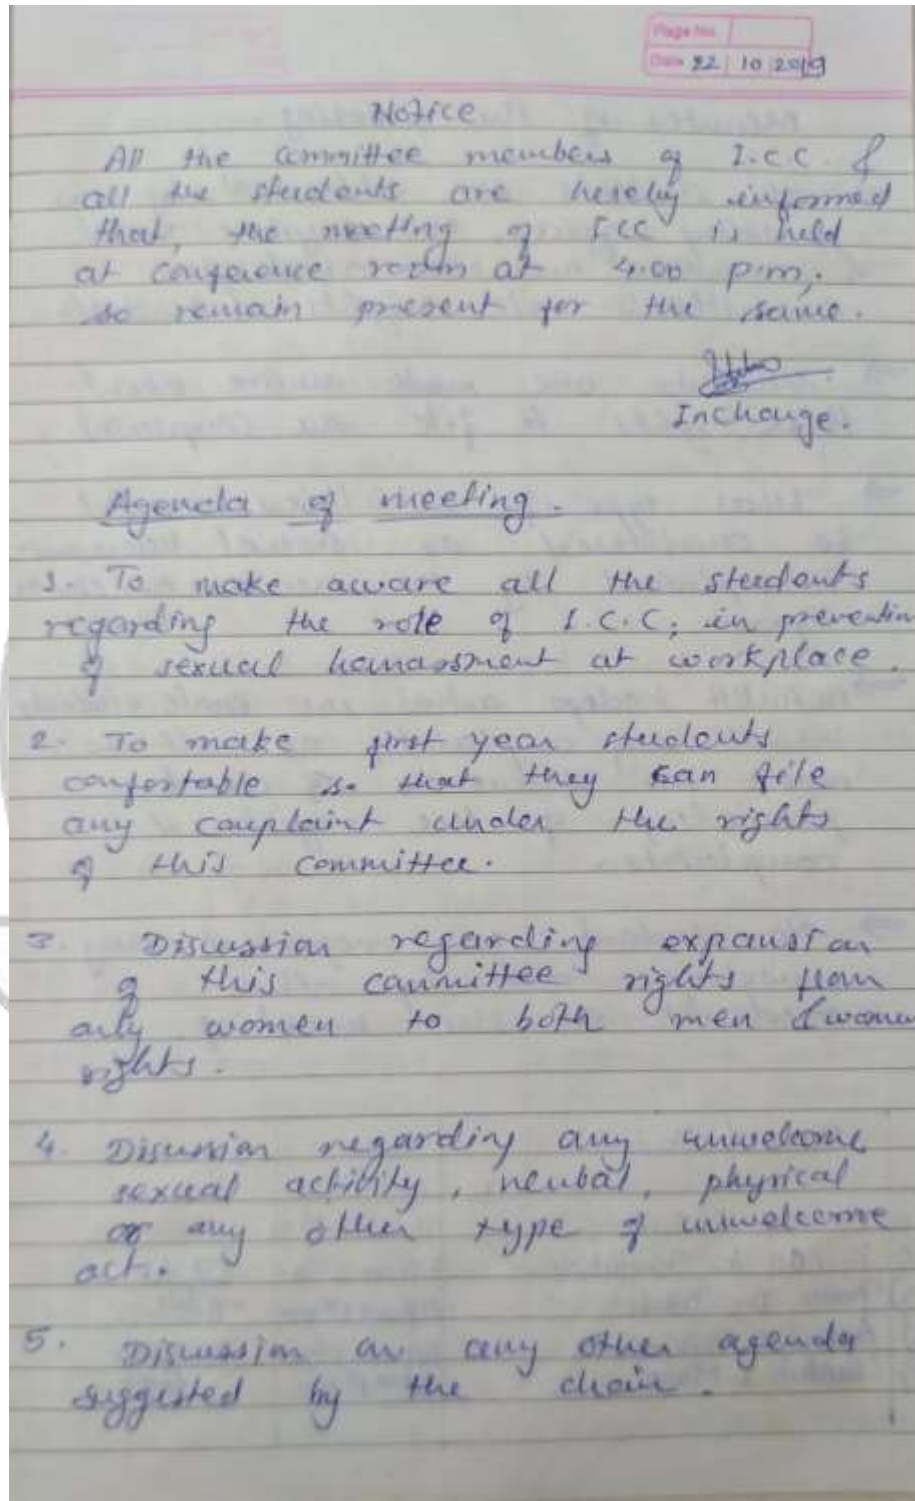 Page No.
Date 22 10 2019
Notice
All the committee members of I.C.C. &
all the students are hereby informed
that, the meeting of ICC is held
at conference room at 4.00 p.m.
so remain present for the same.
Incharge.
Agenda of meeting.
1. To make aware all the students
regarding the role of I.C.C. in prevention
of sexual harrassment at workplace.
2. To make first year students
confortable so that they can file
any complaint under the rights
of this committee.
3 Discussion regarding expansion
of this committee rights from
only women to both men & women
rights.
4. Discussion regarding any unwelcome
sexual activity, verbal, physical
or any other type of unwelcome
act.
5. Discussion on any other agenda
suggested by the chair.